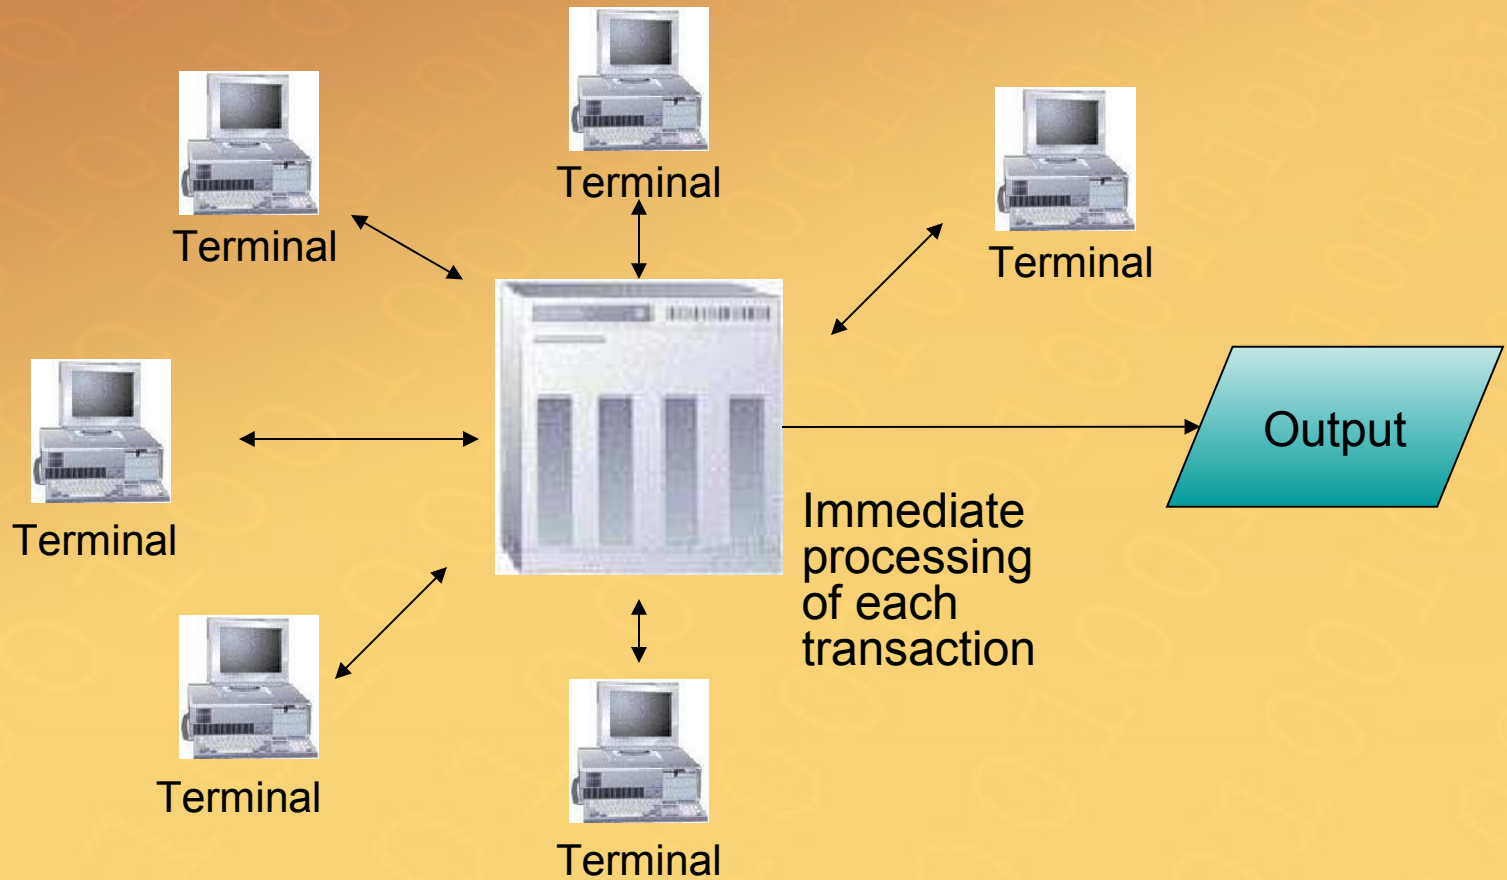 Terminal
Terminal
Terminal
Terminal
Output
Immediate
processing
of each
transaction
Terminal
Terminal